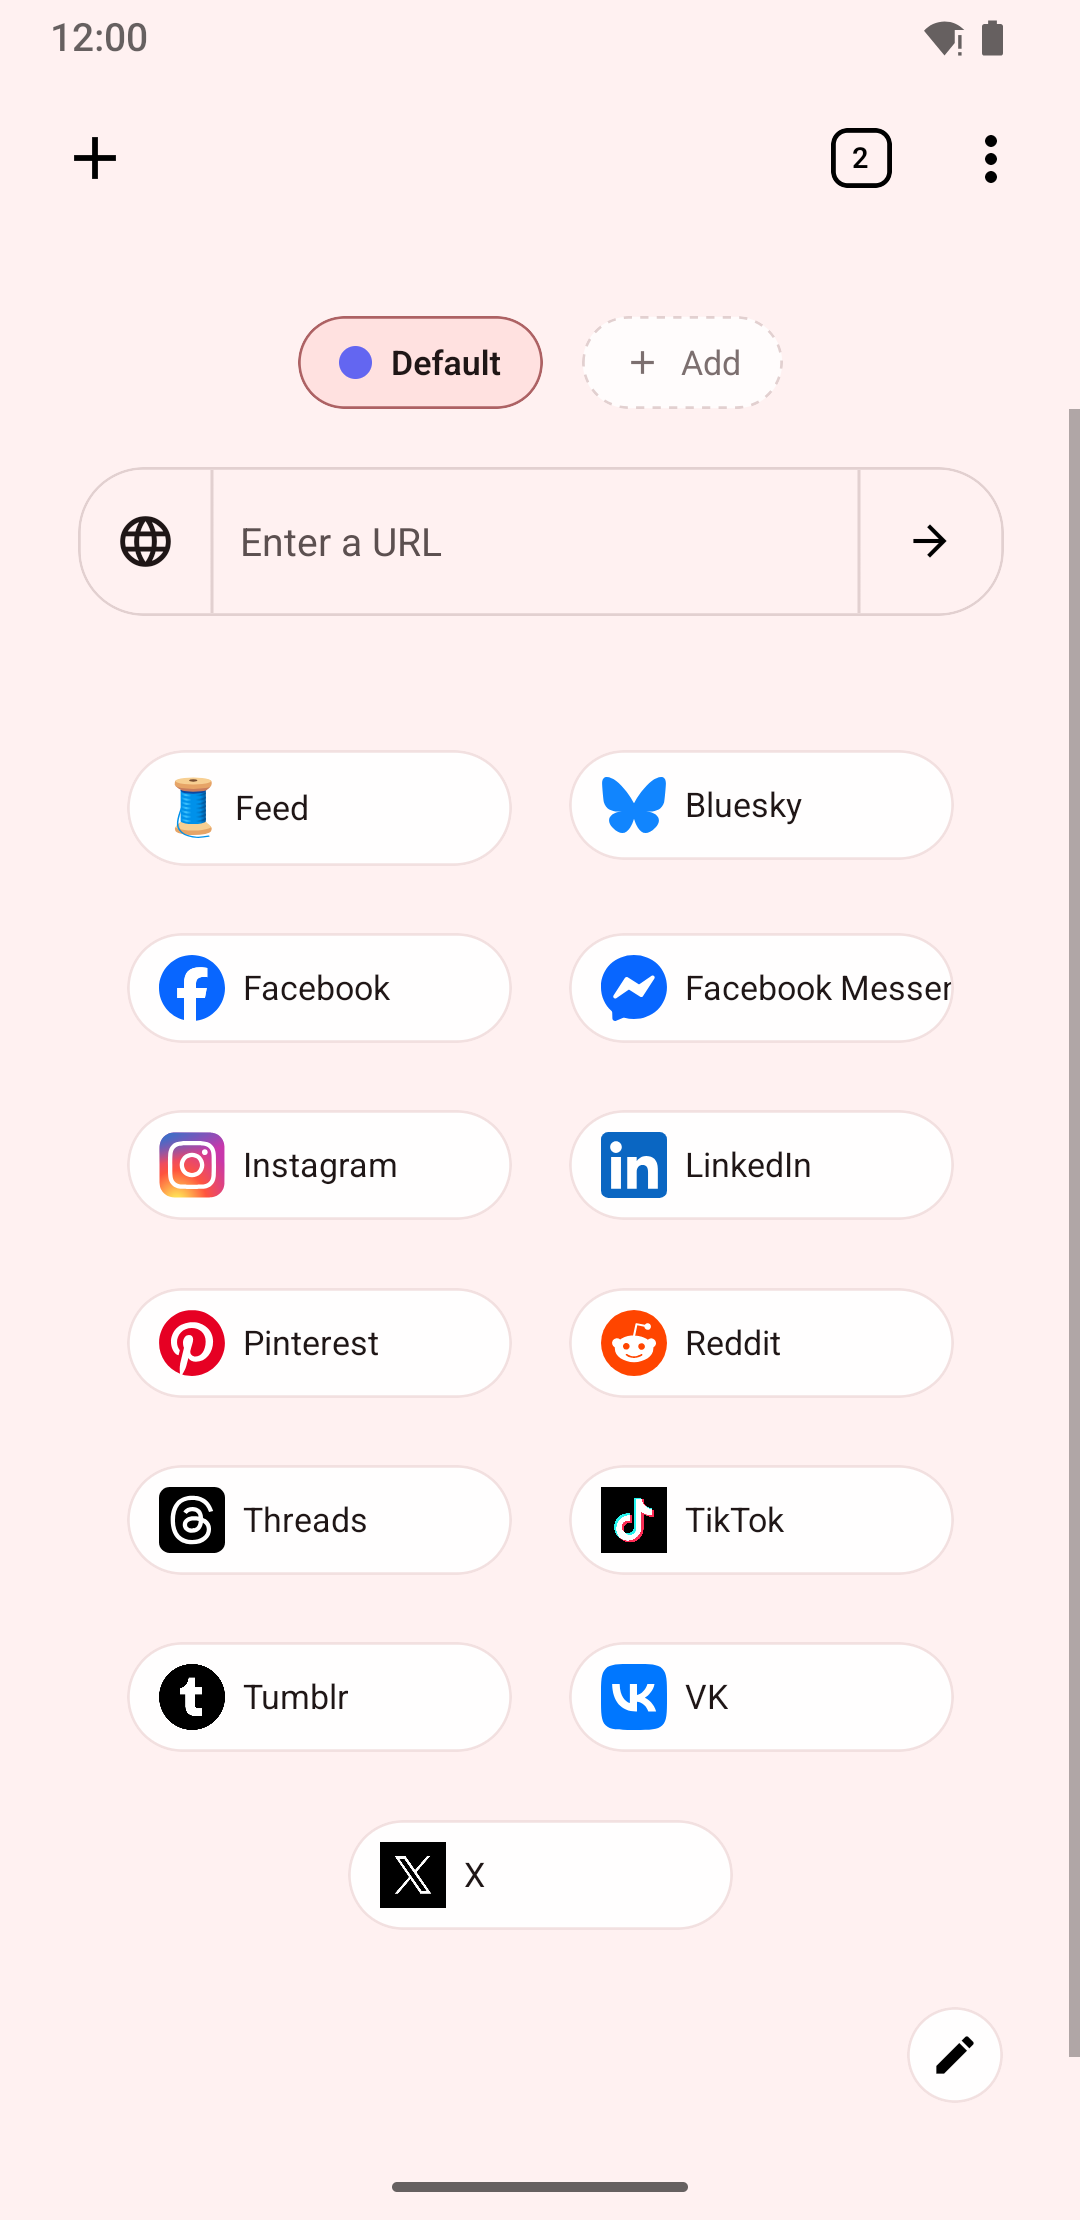 12:00
2
Default
Add
Enter a URL
Feed
Bluesky
Facebook
Facebook Messen
Instagram
LinkedIn
Pinterest
Reddit
Threads
TikTok
Tumblr
VK
X